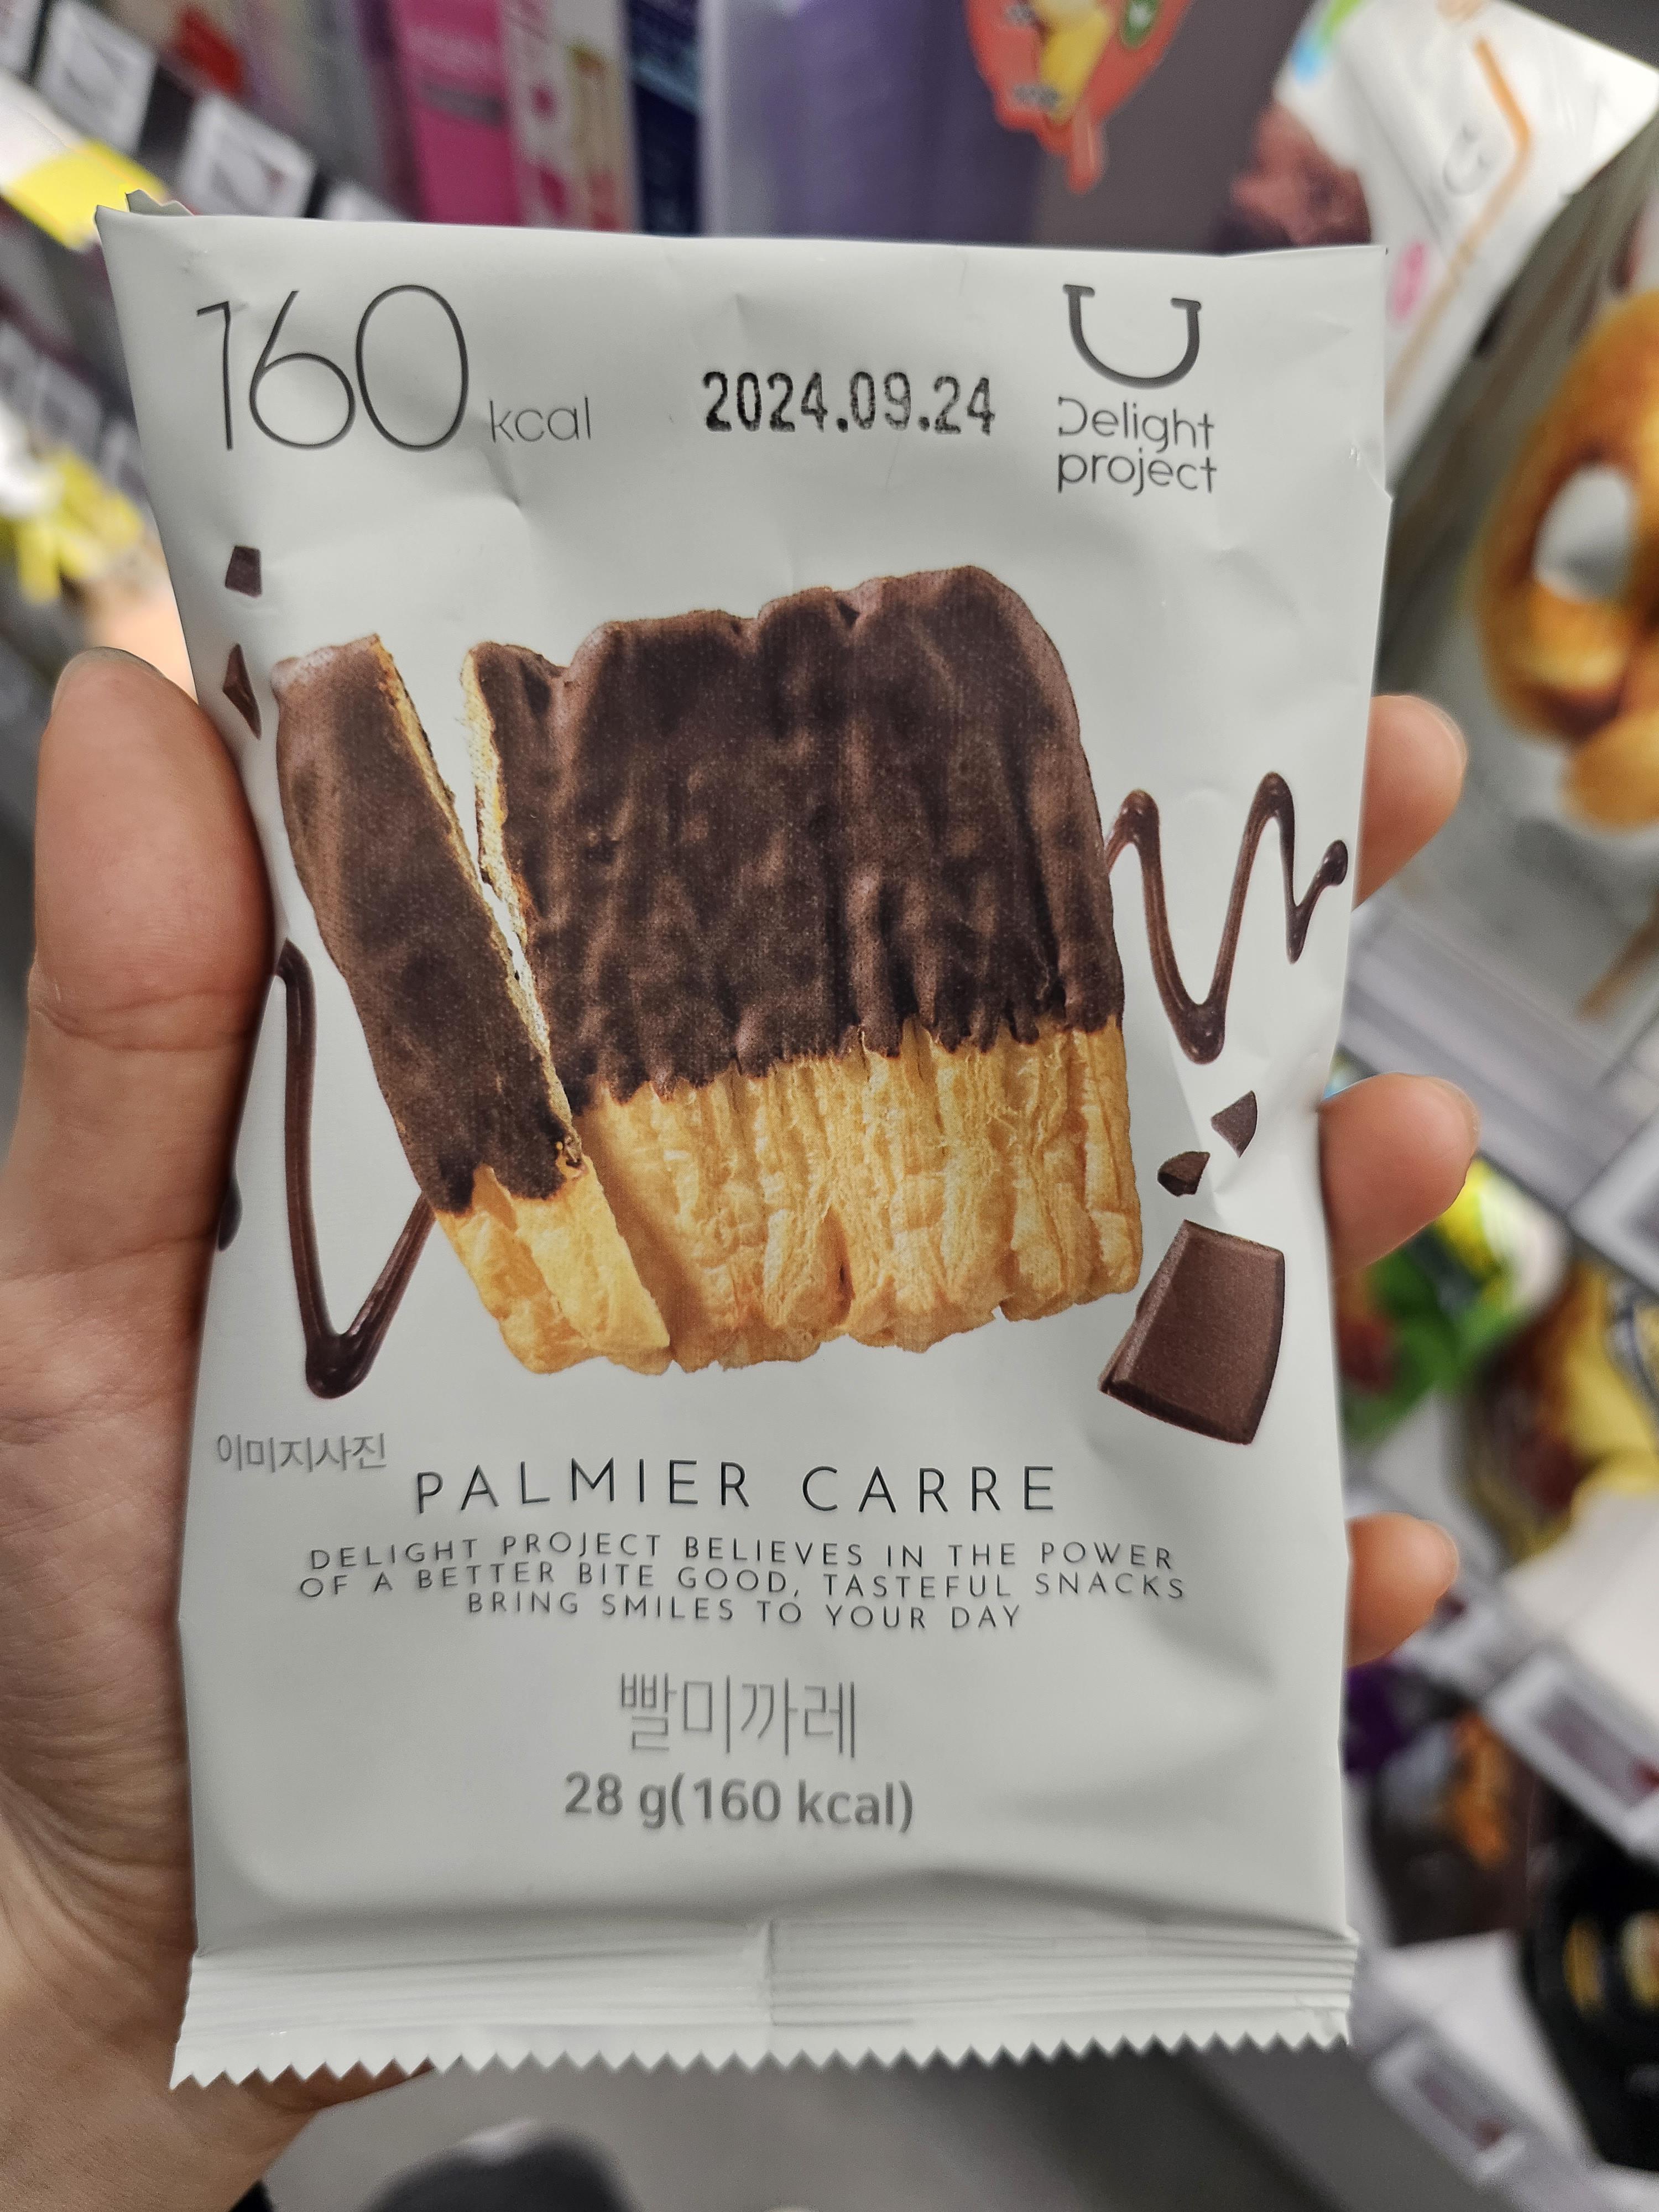 160 kcal
2024.09.24
Delight
project
이미지사진
PALMIER CARRE
DELIGHT PROJECT BELIEVES IN THE POWER
OF A BETTER BITE GOOD, TASTEFUL SNACKS
BRING SMILES TO YOUR DAY
빨미까레
28 g(160 kcal)